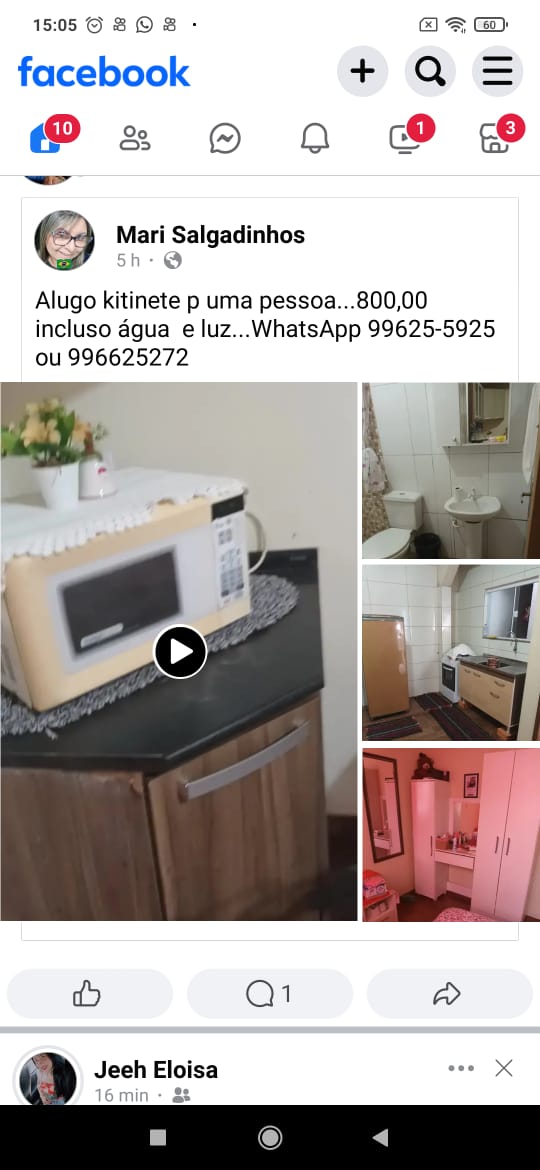 15:05
60
facebook
10
1
3
Mari Salgadinhos
5 h ·
Alugo kitinete p uma pessoa...800,00
incluso água e luz...WhatsApp 99625-5925
ou 996625272
1
Jeeh Eloisa
16 min ·